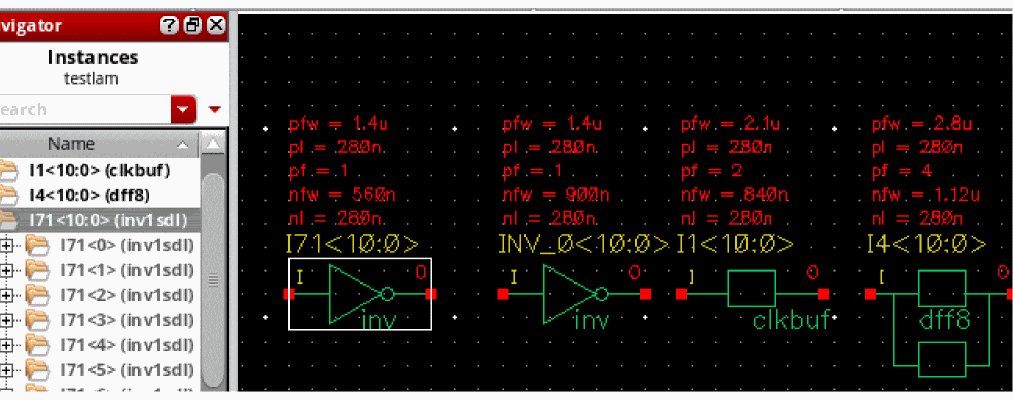 vigator
Instances
testlam
earch
Name
I1<10:0> (clkbuf)
I4<10:0> (dff8)
I71<10:0> (inv1sdl)
I71<0> (inv1sdl)
I71<1> (inv1sdl)
I71<2> (inv1sdl)
I71<3> (inv1sdl)
I71<4> (inv1sdl)
I71<5> (inv1sdl)
pfw = 1.4u
pl = 280n
pf = 1
nfw = 560n
nl = 280n
I71<10:0>
I
O
inv
pfw = 1.4u
pl = 280n
pf = 1
nfw = 900n
nl = 280n
INV_0<10:0>
I
O
inv
pfw = 2.1u
pl = 280n
pf = 2
nfw = 840n
nl = 280n
I1<10:0>
I
O
clkbuf
pfw = 2.8u
pl = 280n
pf = 4
nfw = 1.12u
nl = 280n
I4<10:0>
I
O
dff8